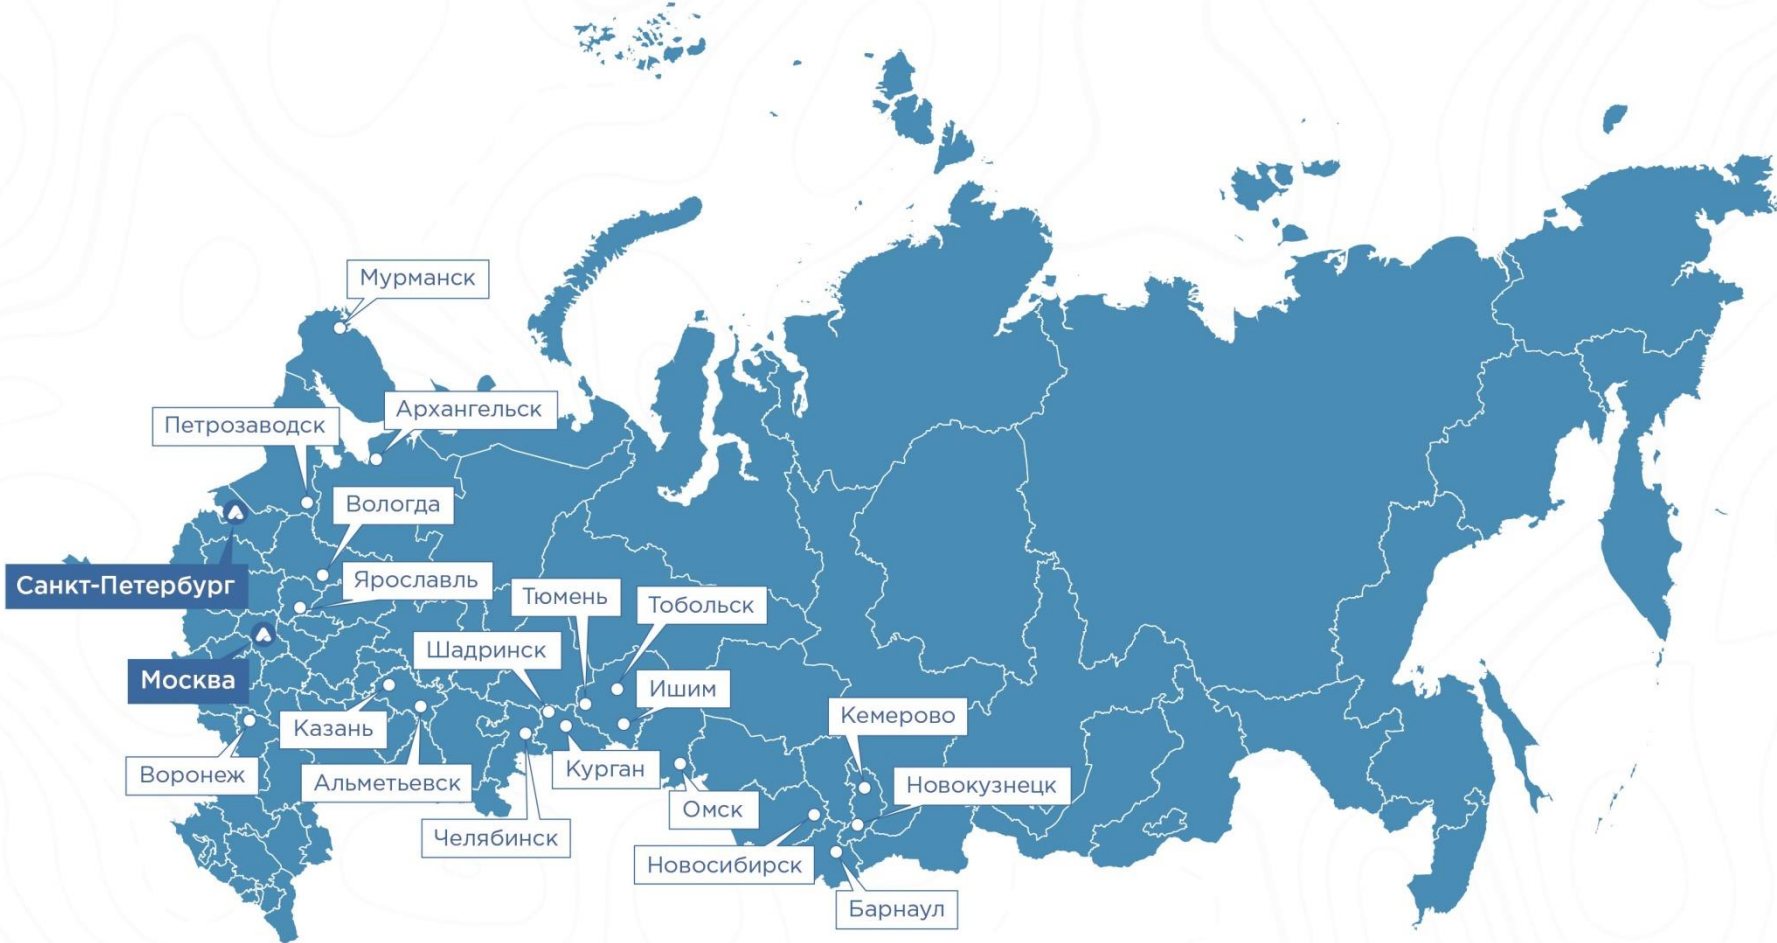 Мурманск
Архангельск
Петрозаводск
Вологда
Санкт-Петербург
Ярославль
Тюмень
Тобольск
Шадринск
Москва
Ишим
Кемерово
Казань
Воронеж
Альметьевск
Курган
Новокузнецк
Омск
Челябинск
Новосибирск
Барнаул